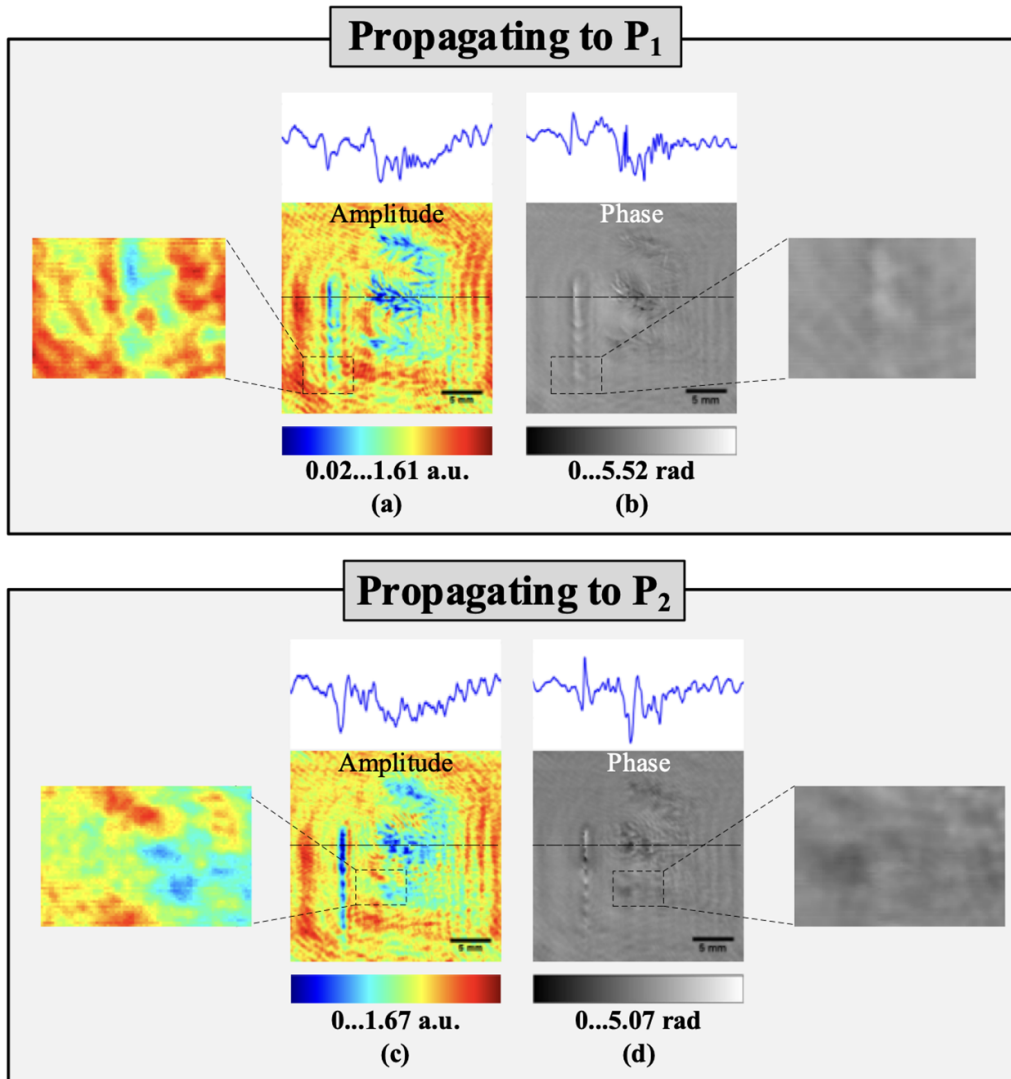 Propagating to P₁
Amplitude
Phase
5 mm
5 mm
0.02...1.61 a.u.
0...5.52 rad
(a)
(b)
Propagating to P₂
Amplitude
Phase
5 mm
5 mm
0...1.67 a.u.
0...5.07 rad
(c)
(d)